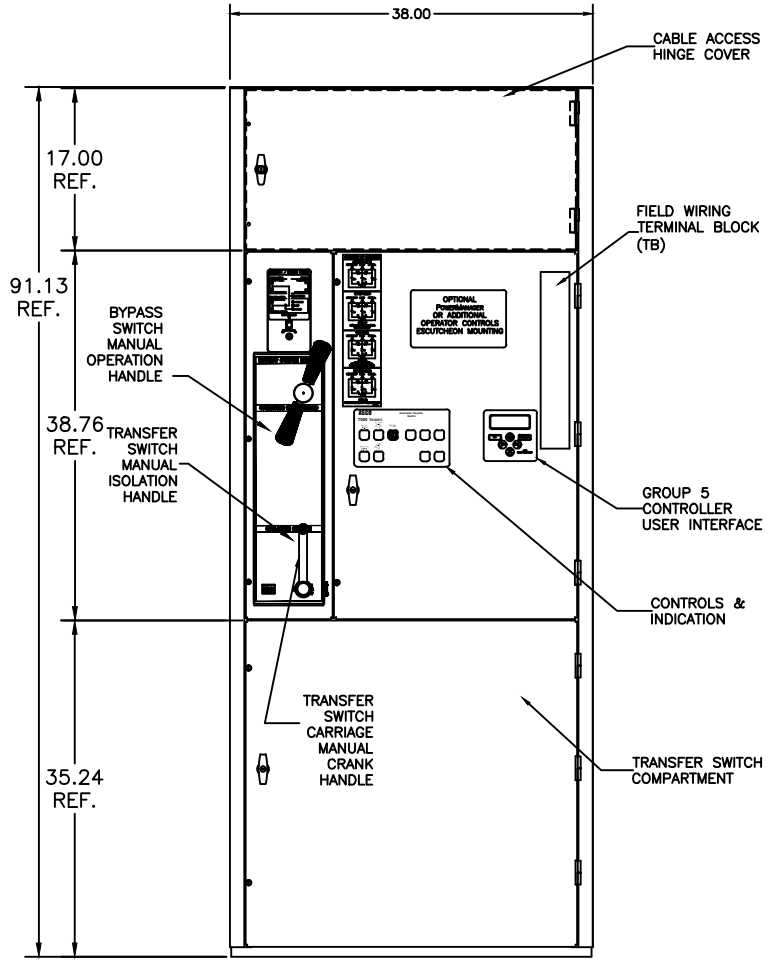 38.00
CABLE ACCESS
HINGE COVER
17.00
REF.
FIELD WIRING
TERMINAL BLOCK
(TB)
91.13
REF.
OPTIONAL
POWERMANAGER
OR ADDITIONAL
OPERATOR CONTROLS
ESCUTCHEON MOUNTING
BYPASS
SWITCH
MANUAL
OPERATION
HANDLE
38.76
REF.
ASCO
TRANSFER
SWITCH
MANUAL
ISOLATION
HANDLE
GROUP 5
CONTROLLER
USER INTERFACE
CONTROLS &
INDICATION
TRANSFER
SWITCH
CARRIAGE
MANUAL
CRANK
HANDLE
35.24
REF.
TRANSFER SWITCH
COMPARTMENT